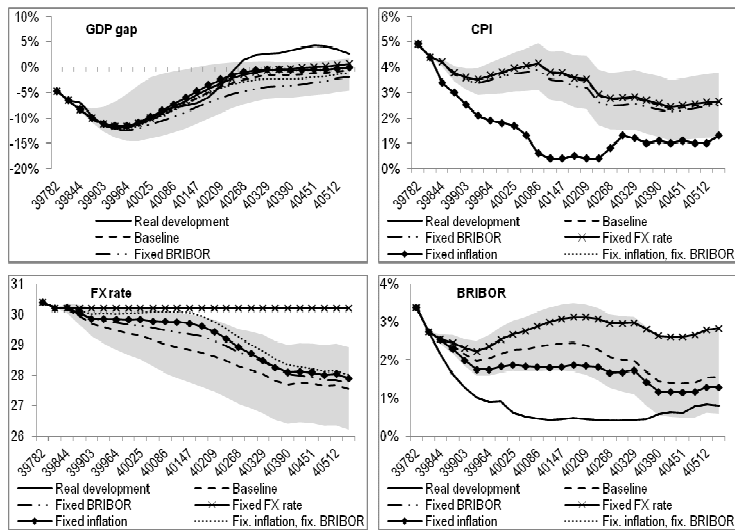 GDP gap
10%
5%
0%
-5%
-10%
-15%
-20%
39782 39844 39903 39964 40025 40086 40147 40209 40268 40329 40390 40451 40512
Real development
Baseline
Fixed BRIBOR
CPI
6%
5%
4%
3%
2%
1%
0%
39782 39844 39903 39964 40025 40086 40147 40209 40268 40329 40390 40451 40512
Real development Baseline
Fixed BRIBOR Fixed FX rate
Fixed inflation Fix. inflation, fix. BRIBOR
FX rate
31
30
29
28
27
26
39782 39844 39903 39964 40025 40086 40147 40209 40268 40329 40390 40451 40512
Real development Baseline
Fixed BRIBOR Fixed FX rate
Fixed inflation Fix. inflation, fix. BRIBOR
BRIBOR
4%
3%
2%
1%
0%
39782 39844 39903 39964 40025 40086 40147 40209 40268 40329 40390 40451 40512
Real development Baseline
Fixed BRIBOR Fixed FX rate
Fixed inflation Fix. inflation, fix. BRIBOR